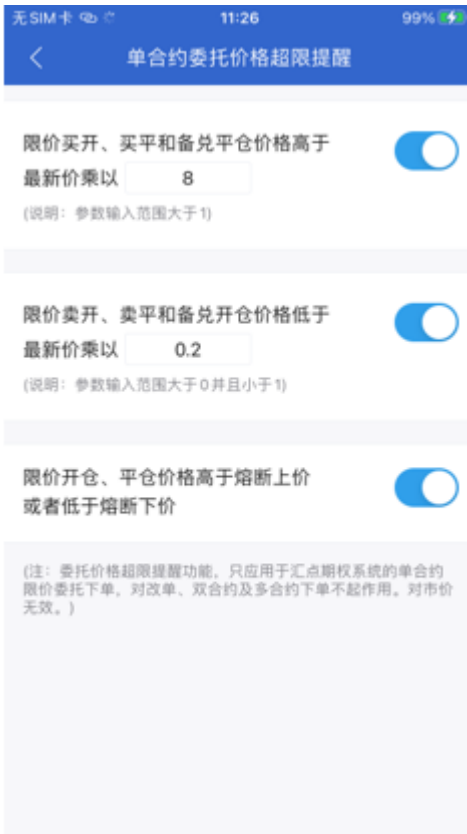 无SIM卡
11:26
99%
单合约委托价格超限提醒
限价买开、买平和备兑平仓价格高于
最新价乘以 8
(说明：参数输入范围大于1)
限价卖开、卖平和备兑开仓价格低于
最新价乘以 0.2
(说明：参数输入范围大于0并且小于1)
限价开仓、平仓价格高于熔断上价
或者低于熔断下价
(注：委托价格超限提醒功能，只应用于汇点期权系统的单合约
限价委托下单，对改单、双合约及多合约下单不起作用。对市价
无效。)